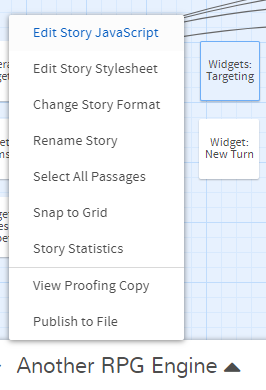 Edit Story JavaScript
Edit Story Stylesheet
Change Story Format
Rename Story
Select All Passages
Snap to Grid
Story Statistics
View Proofing Copy
Publish to File
Widgets:
Targeting
Widget:
New Turn
Another RPG Engine